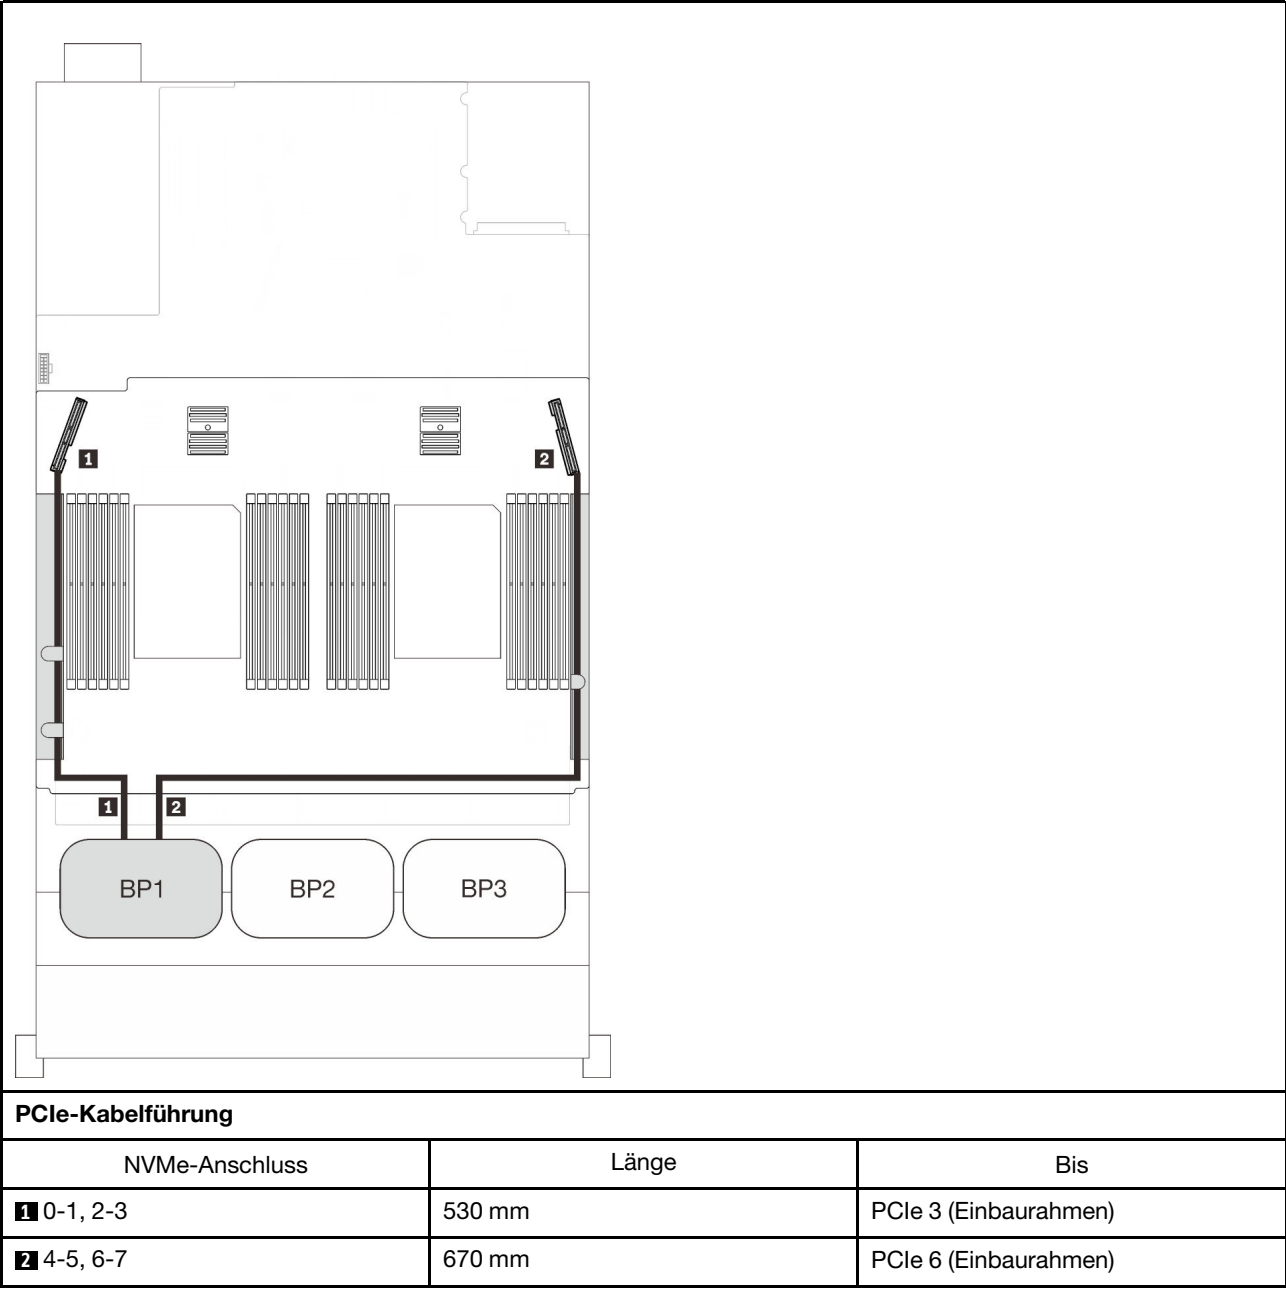 1
2
1
2
BP1
BP2
BP3
PCIe-Kabelführung
NVMe-Anschluss
Länge
Bis
1 0-1, 2-3
530 mm
PCIe 3 (Einbaurahmen)
2 4-5, 6-7
670 mm
PCIe 6 (Einbaurahmen)